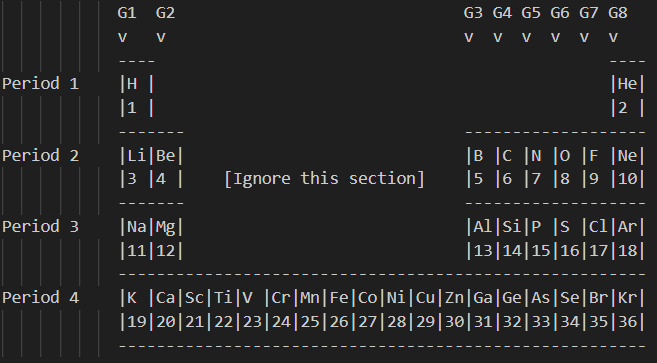 G1 G2 G3 G4 G5 G6 G7 G8
v v v v v v v v
---- ----
Period 1 |H | |He|
|1 | |2 |
------- -------------------
Period 2 |Li|Be| |B |C |N |O |F |Ne|
|3 |4 | [Ignore this section] |5 |6 |7 |8 |9 |10|
------- -------------------
Period 3 |Na|Mg| |Al|Si|P |S |Cl|Ar|
|11|12| |13|14|15|16|17|18|
-------------------------------------------------------
Period 4 |K |Ca|Sc|Ti|V |Cr|Mn|Fe|Co|Ni|Cu|Zn|Ga|Ge|As|Se|Br|Kr|
|19|20|21|22|23|24|25|26|27|28|29|30|31|32|33|34|35|36|
-------------------------------------------------------